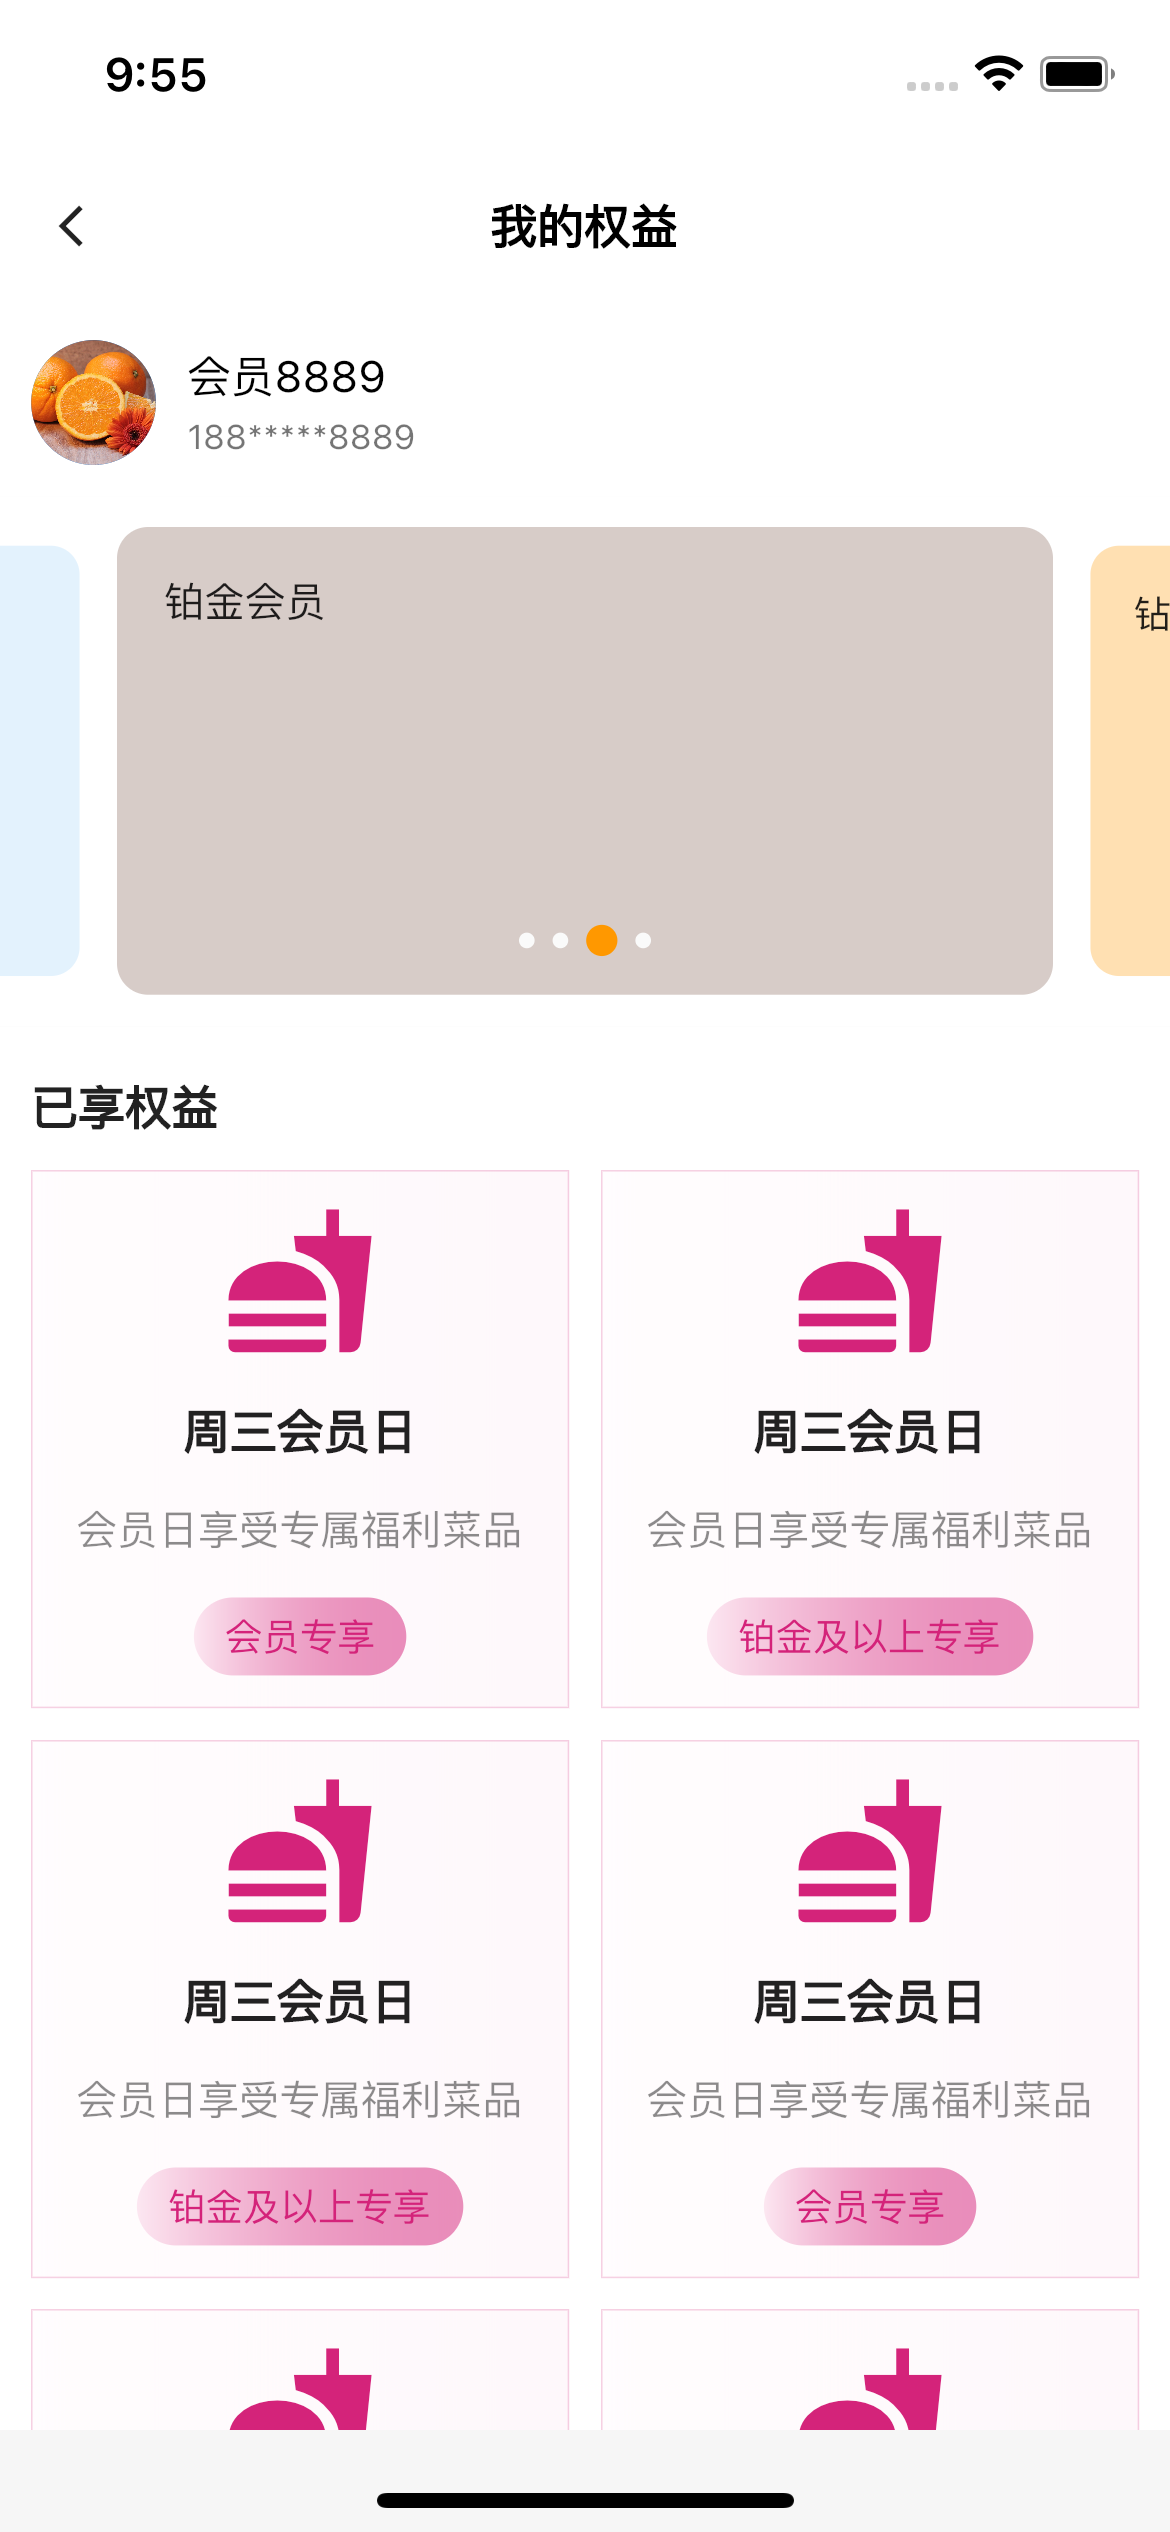 9:55
我的权益
会员8889
188*****8889
铂金会员
钻
已享权益
周三会员日
周三会员日
会员日享受专属福利菜品
会员日享受专属福利菜品
会员专享
铂金及以上专享
周三会员日
周三会员日
会员日享受专属福利菜品
会员日享受专属福利菜品
铂金及以上专享
会员专享